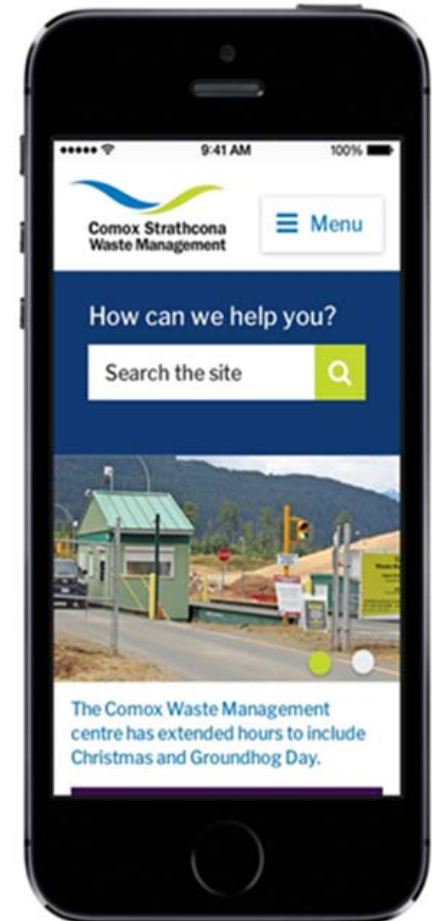 9:41 AM
100%
Comox Strathcona
Waste Management
Menu
How can we help you?
Search the site
The Comox Waste Management
centre has extended hours to include
Christmas and Groundhog Day.